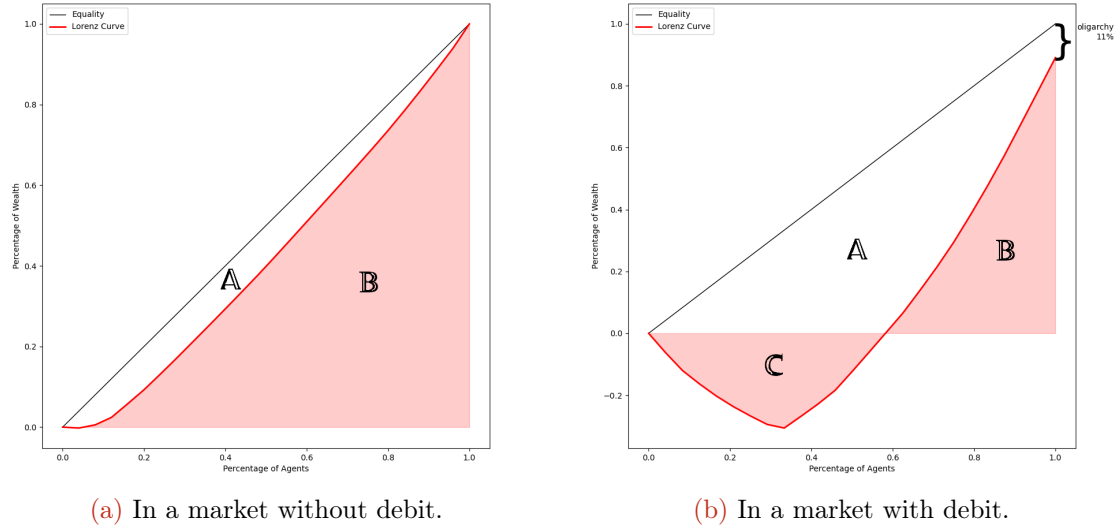 Equality
Lorenz Curve
1.0
0.8
0.6
0.4
0.2
0.0
Percentage of Wealth
𝔸
𝔹
0.0 0.2 0.4 0.6 0.8 1.0
Percentage of Agents
(a) In a market without debit.
Equality
Lorenz Curve
oligarchy
11%
}
1.0
0.8
0.6
0.4
0.2
0.0
−0.2
Percentage of Wealth
𝔸
𝔹
ℂ
0.0 0.2 0.4 0.6 0.8 1.0
Percentage of Agents
(b) In a market with debit.